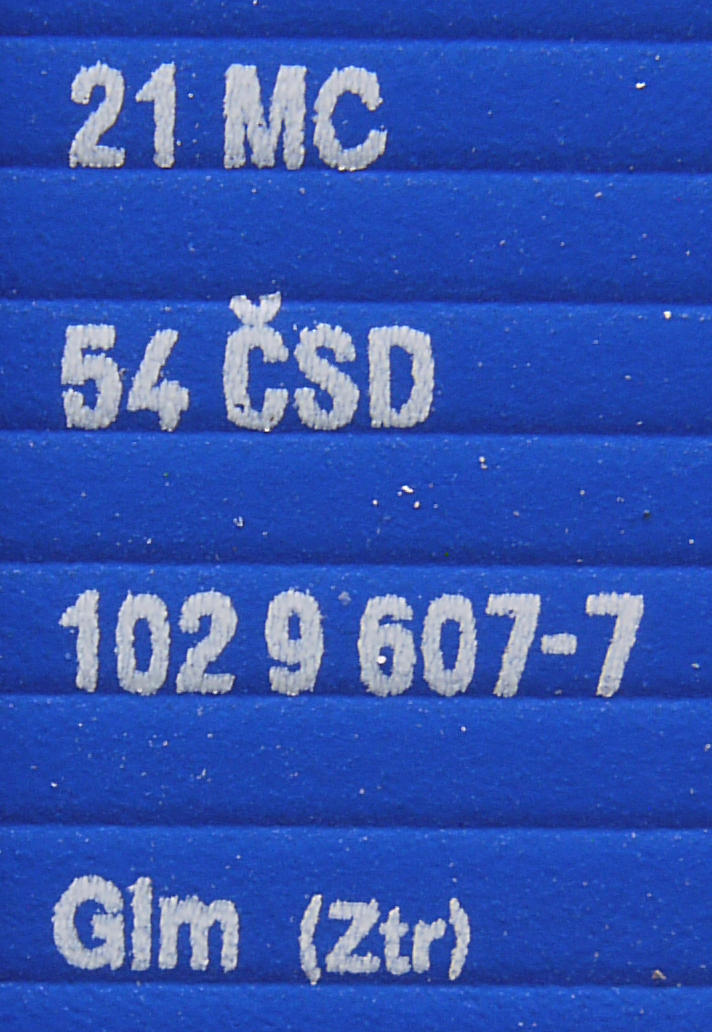 21 MC
54 ČSD
102 9 607-7
Glm (Ztr)